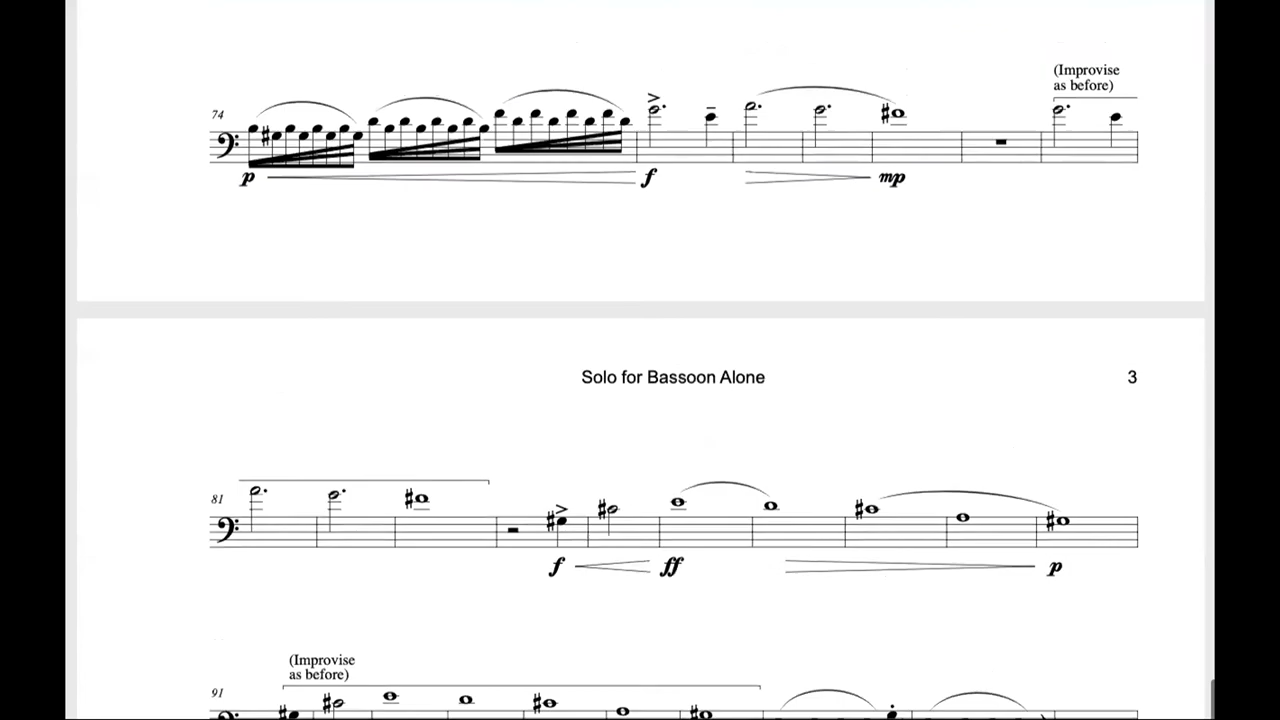 (Improvise
as before)
74
p
f
mp
Solo for Bassoon Alone
3
81
f
ff
p
(Improvise
as before)
91